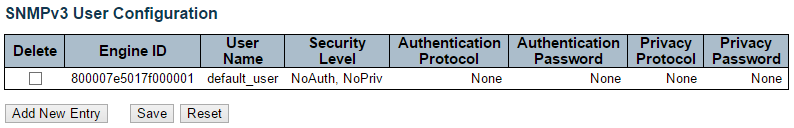 SNMPv3 User Configuration
Delete Engine ID User Name Security Level Authentication Protocol Authentication Password Privacy Protocol Privacy Password
800007e5017f000001 default_user NoAuth, NoPriv None None None None
Add New Entry Save Reset